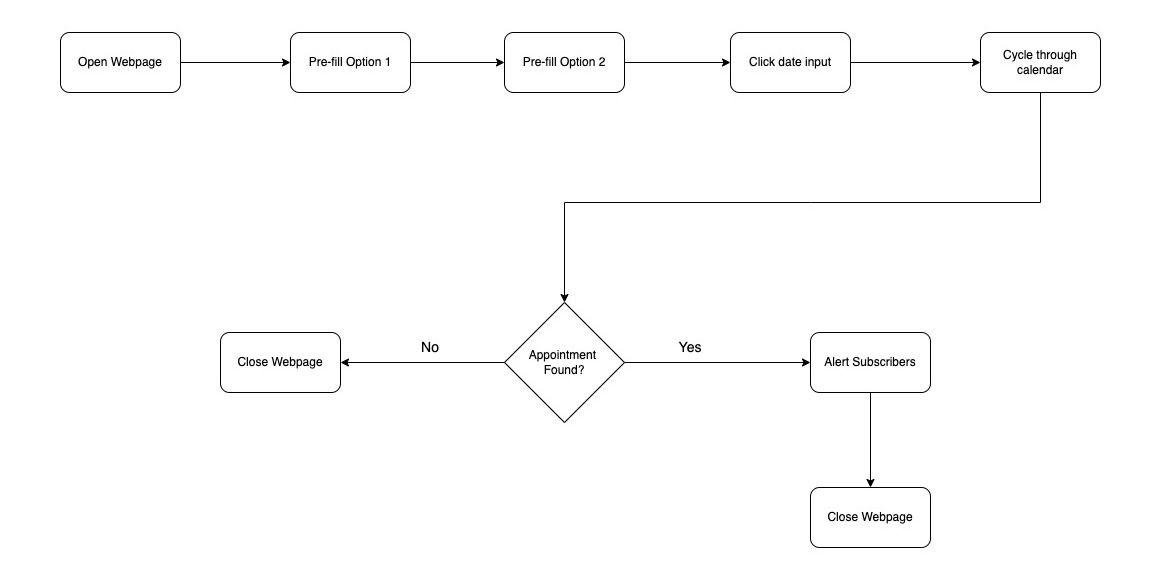 Open Webpage
Pre-fill Option 1
Pre-fill Option 2
Click date input
Cycle through
calendar
No
Yes
Close Webpage
Appointment
Found?
Alert Subscribers
Close Webpage